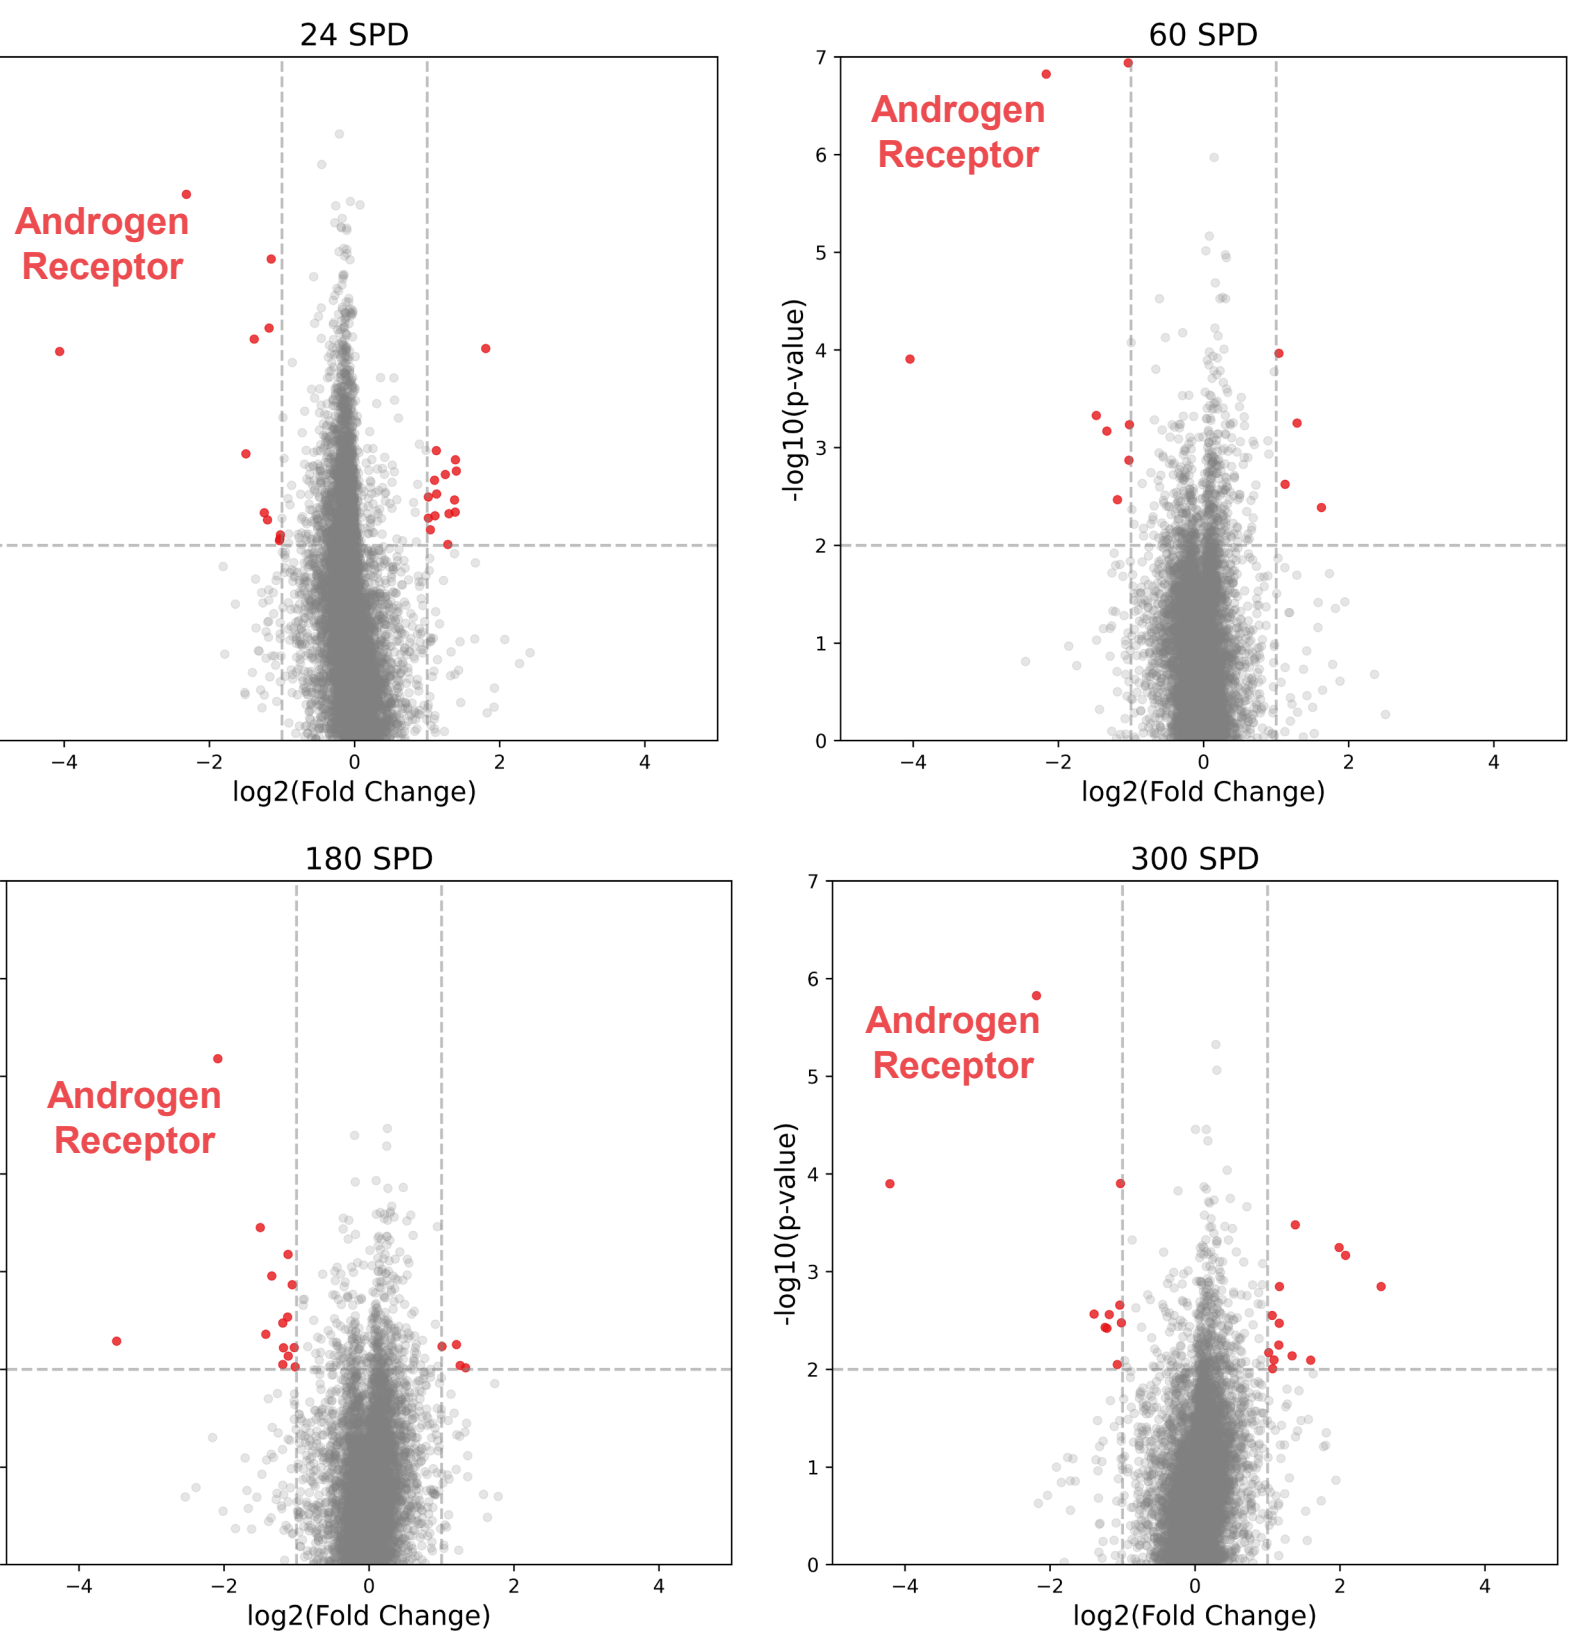 24 SPD
Androgen
Receptor
−4 −2 0 2 4
log2(Fold Change)
60 SPD
7
6
5
4
3
2
1
0
-log10(p-value)
Androgen
Receptor
−4 −2 0 2 4
log2(Fold Change)
180 SPD
Androgen
Receptor
−4 −2 0 2 4
log2(Fold Change)
300 SPD
7
6
5
4
3
2
1
0
-log10(p-value)
Androgen
Receptor
−4 −2 0 2 4
log2(Fold Change)